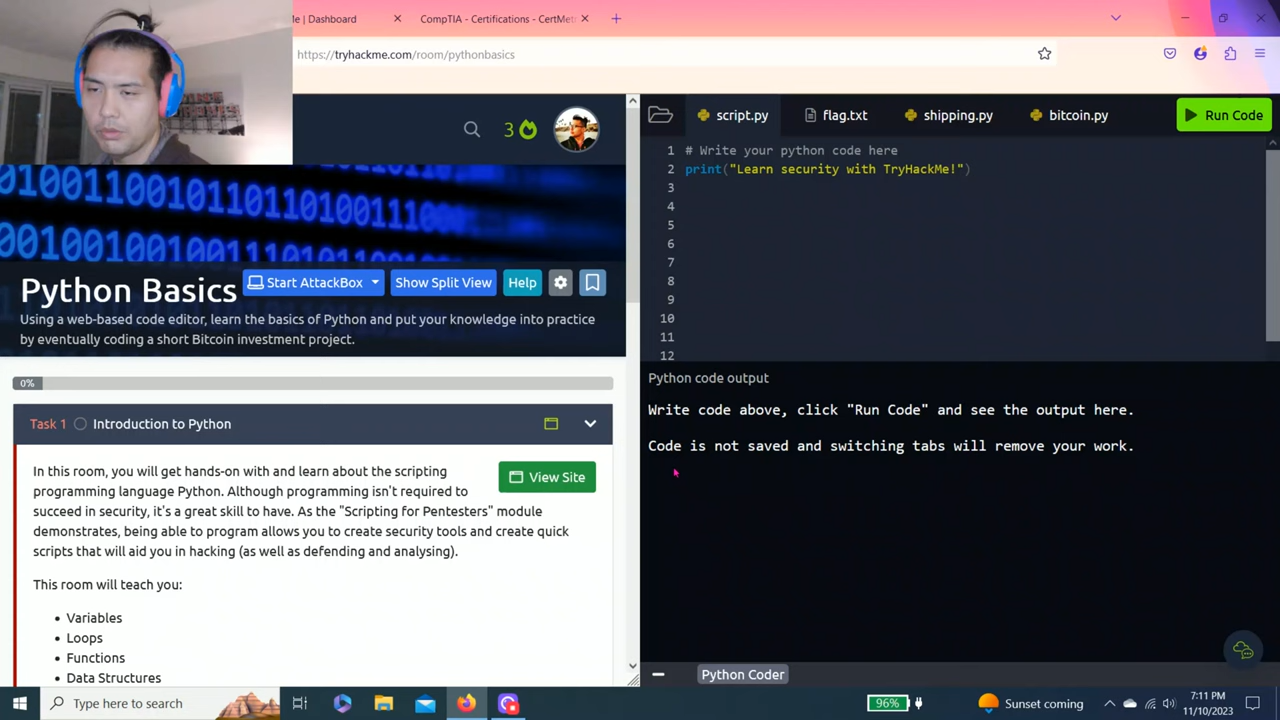 e | Dashboard
CompTIA - Certifications - CertMet
https://tryhackme.com/room/pythonbasics
3
script.py
flag.txt
shipping.py
bitcoin.py
Run Code
1 # Write your python code here
2 print("Learn security with TryHackMe!")
3
4
5
6
7
8
9
10
11
12
Python Basics
Start AttackBox
Show Split View
Help
Using a web-based code editor, learn the basics of Python and put your knowledge into practice
by eventually coding a short Bitcoin investment project.
0%
Task 1 Introduction to Python
In this room, you will get hands-on with and learn about the scripting
programming language Python. Although programming isn't required to
succeed in security, it's a great skill to have. As the "Scripting for Pentesters" module
demonstrates, being able to program allows you to create security tools and create quick
scripts that will aid you in hacking (as well as defending and analysing).
View Site
This room will teach you:
• Variables
• Loops
• Functions
• Data Structures
Python code output
Write code above, click "Run Code" and see the output here.
Code is not saved and switching tabs will remove your work.
Python Coder
Type here to search
96%
Sunset coming
7:11 PM
11/10/2023